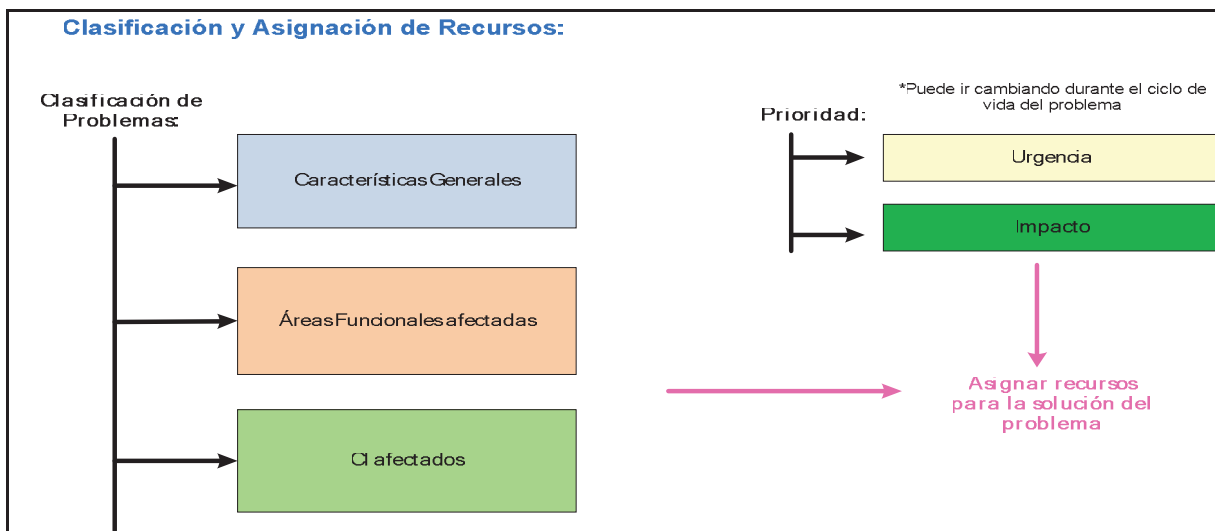 Clasificación y Asignación de Recursos:
Clasificación de
Problemas:
Características Generales
Áreas Funcionales afectadas
CI afectados
*Puede ir cambiando durante el ciclo de
vida del problema
Prioridad:
Urgencia
Impacto
Asignar recursos
para la solución del
problema